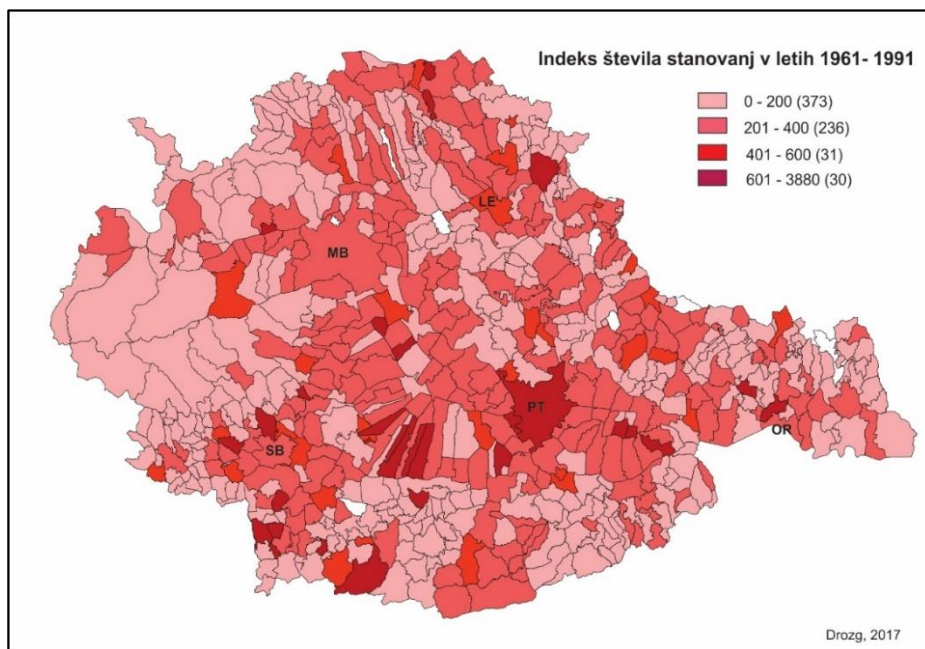 Indeks števila stanovanj v letih 1961- 1991
0 - 200 (373)
201 - 400 (236)
401 - 600 (31)
601 - 3880 (30)
LE
MB
PT
OR
SB
Drozg, 2017